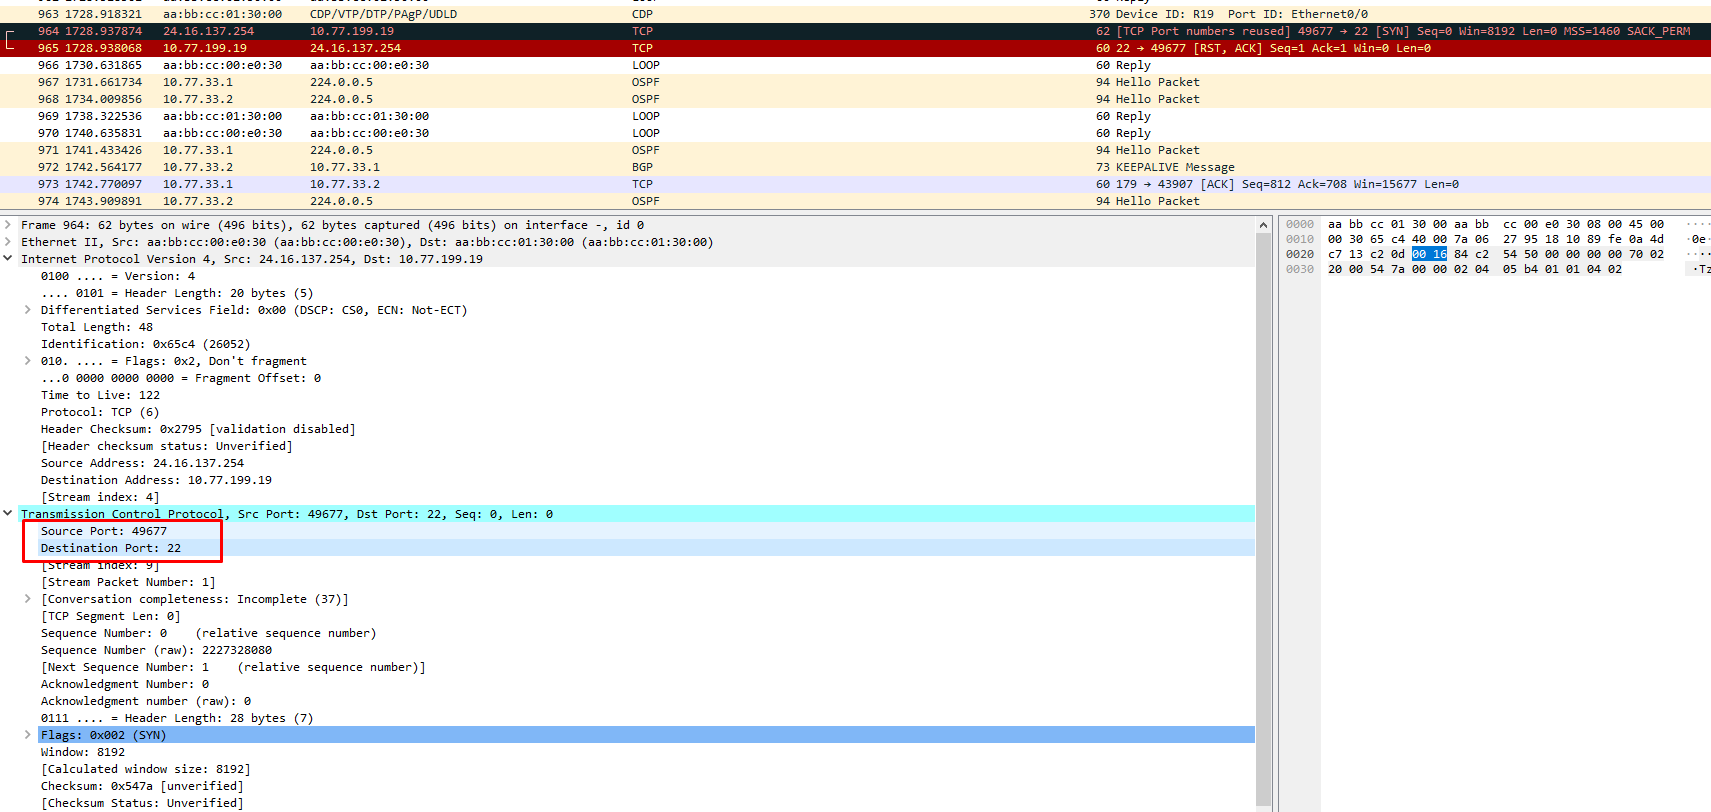 963 1728.918321 aa:bb:cc:01:30:00 CDP/VTP/DTP/PAgP/UDLD CDP 370 Device ID: R19 Port ID: Ethernet0/0
964 1728.937874 24.16.137.254 10.77.199.19 TCP 62 [TCP Port numbers reused] 49677 → 22 [SYN] Seq=0 Win=8192 Len=0 MSS=1460 SACK_PERM
965 1728.938068 10.77.199.19 24.16.137.254 TCP 60 22 → 49677 [RST, ACK] Seq=1 Ack=1 Win=0 Len=0
966 1730.631865 aa:bb:cc:00:e0:30 aa:bb:cc:00:e0:30 LOOP 60 Reply
967 1731.661734 10.77.33.1 224.0.0.5 OSPF 94 Hello Packet
968 1734.009856 10.77.33.2 224.0.0.5 OSPF 94 Hello Packet
969 1738.322536 aa:bb:cc:01:30:00 aa:bb:cc:01:30:00 LOOP 60 Reply
970 1740.635831 aa:bb:cc:00:e0:30 aa:bb:cc:00:e0:30 LOOP 60 Reply
971 1741.433426 10.77.33.1 224.0.0.5 OSPF 94 Hello Packet
972 1742.564177 10.77.33.2 10.77.33.1 BGP 73 KEEPALIVE Message
973 1742.770097 10.77.33.1 10.77.33.2 TCP 60 179 → 43907 [ACK] Seq=812 Ack=708 Win=15677 Len=0
974 1743.909891 10.77.33.2 224.0.0.5 OSPF 94 Hello Packet
Frame 964: 62 bytes on wire (496 bits), 62 bytes captured (496 bits) on interface -, id 0
Ethernet II, Src: aa:bb:cc:00:e0:30 (aa:bb:cc:00:e0:30), Dst: aa:bb:cc:01:30:00 (aa:bb:cc:01:30:00)
Internet Protocol Version 4, Src: 24.16.137.254, Dst: 10.77.199.19
0100 .... = Version: 4
.... 0101 = Header Length: 20 bytes (5)
Differentiated Services Field: 0x00 (DSCP: CS0, ECN: Not-ECT)
Total Length: 48
Identification: 0x65c4 (26052)
010. .... = Flags: 0x2, Don't fragment
...0 0000 0000 0000 = Fragment Offset: 0
Time to Live: 122
Protocol: TCP (6)
Header Checksum: 0x2795 [validation disabled]
[Header checksum status: Unverified]
Source Address: 24.16.137.254
Destination Address: 10.77.199.19
[Stream index: 4]
Transmission Control Protocol, Src Port: 49677, Dst Port: 22, Seq: 0, Len: 0
Source Port: 49677
Destination Port: 22
[Stream index: 9]
[Stream Packet Number: 1]
[Conversation completeness: Incomplete (37)]
[TCP Segment Len: 0]
Sequence Number: 0 (relative sequence number)
Sequence Number (raw): 2227328080
[Next Sequence Number: 1 (relative sequence number)]
Acknowledgment Number: 0
Acknowledgment number (raw): 0
0111 .... = Header Length: 28 bytes (7)
Flags: 0x002 (SYN)
Window: 8192
[Calculated window size: 8192]
Checksum: 0x547a [unverified]
[Checksum Status: Unverified]
0000 aa bb cc 01 30 00 aa bb cc 00 e0 30 08 00 45 00 ····
0010 00 30 65 c4 40 00 7a 06 27 95 18 10 89 fe 0a 4d ·0e·
0020 c7 13 c2 0d 00 16 84 c2 54 50 00 00 00 00 70 02 ····
0030 20 00 54 7a 00 00 02 04 05 b4 01 01 04 02 ·Tz